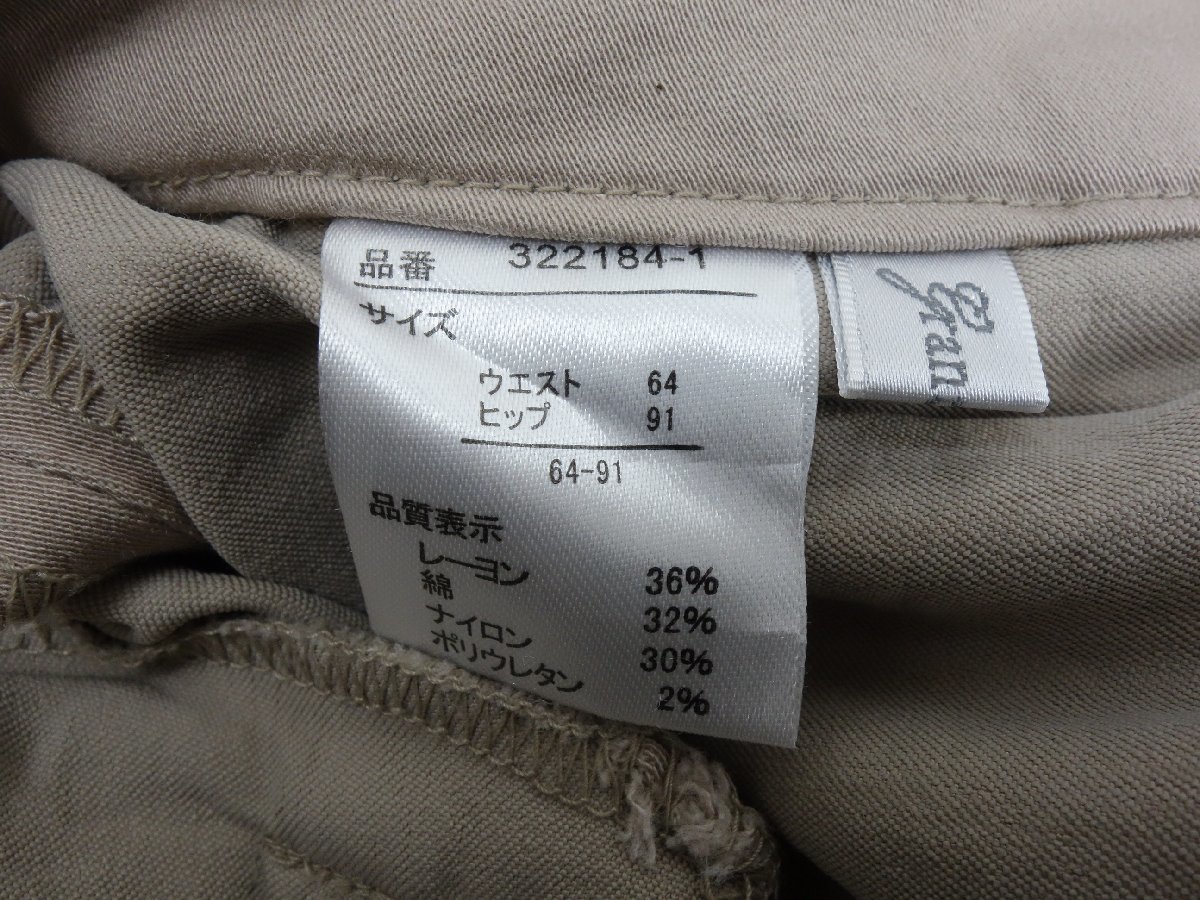 品番 322184-1
サイズ
ウエスト 64
ヒップ 91
64-91
品質表示
レーヨン 36%
綿 32%
ナイロン 30%
ポリウレタン 2%
Gran